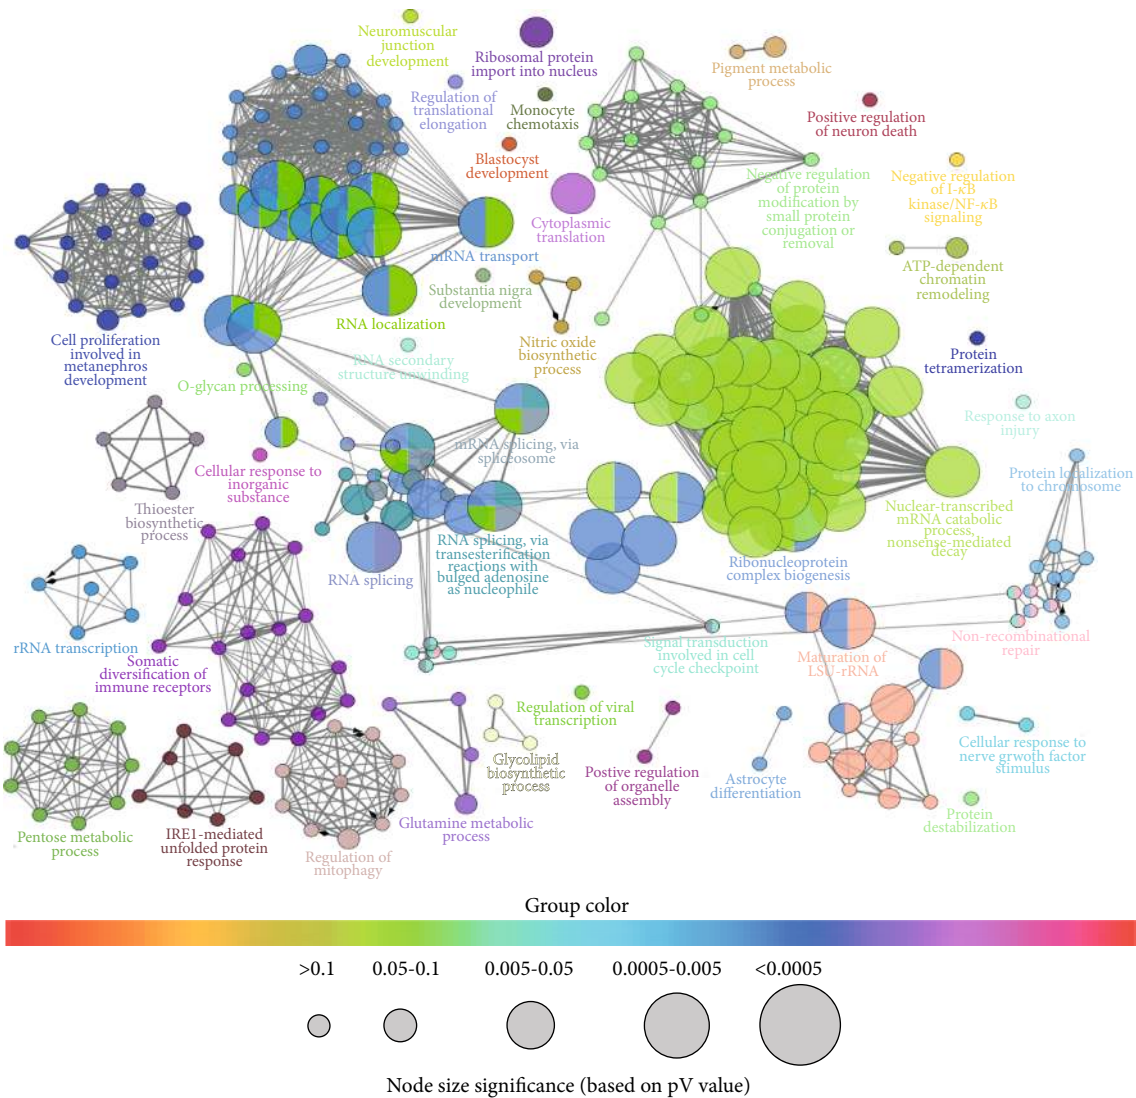 Neuromuscular
junction
development
Ribosomal protein
import into nucleus
Pigment metabolic
process
Regulation of
translational
elongation
Monocyte
chemotaxis
Positive regulation
of neuron death
Blastocyst
development
Negative regulation
of protein
modification by
small protein
conjugation or
removal
Negative regulation
of I-κB
kinase/NF-κB
signaling
Cytoplasmic
translation
mRNA transport
ATP-dependent
chromatin
remodeling
Substantia nigra
development
RNA localization
Cell proliferation
involved in
metanephros
development
Nitric oxide
biosynthetic
process
RNA secondary
structure unwinding
Protein
tetramerization
O-glycan processing
Response to axon
injury
mRNA splicing, via
spliceosome
Cellular response to
inorganic
substance
Protein localization
to chromosome
Thioester
biosynthetic
process
Nuclear-transcribed
mRNA catabolic
process,
nonsense-mediated
decay
RNA splicing
RNA splicing, via
transesterification
reactions with
bulged adenosine
as nucleophile
Ribonucleoprotein
complex biogenesis
rRNA transcription
Somatic
diversification of
immune receptors
Signal transduction
involved in cell
cycle checkpoint
Maturation of
LSU-rRNA
Non-recombinational
repair
Regulation of viral
transcription
Glycolipid
biosynthetic
process
Postive regulation
of organelle
assembly
Astrocyte
differentiation
Cellular response to
nerve grwoth factor
stimulus
Protein
destabilization
Pentose metabolic
process
IRE1-mediated
unfolded protein
response
Regulation of
mitophagy
Glutamine metabolic
process
Group color
>0.1 0.05-0.1 0.005-0.05 0.0005-0.005 <0.0005
Node size significance (based on pV value)